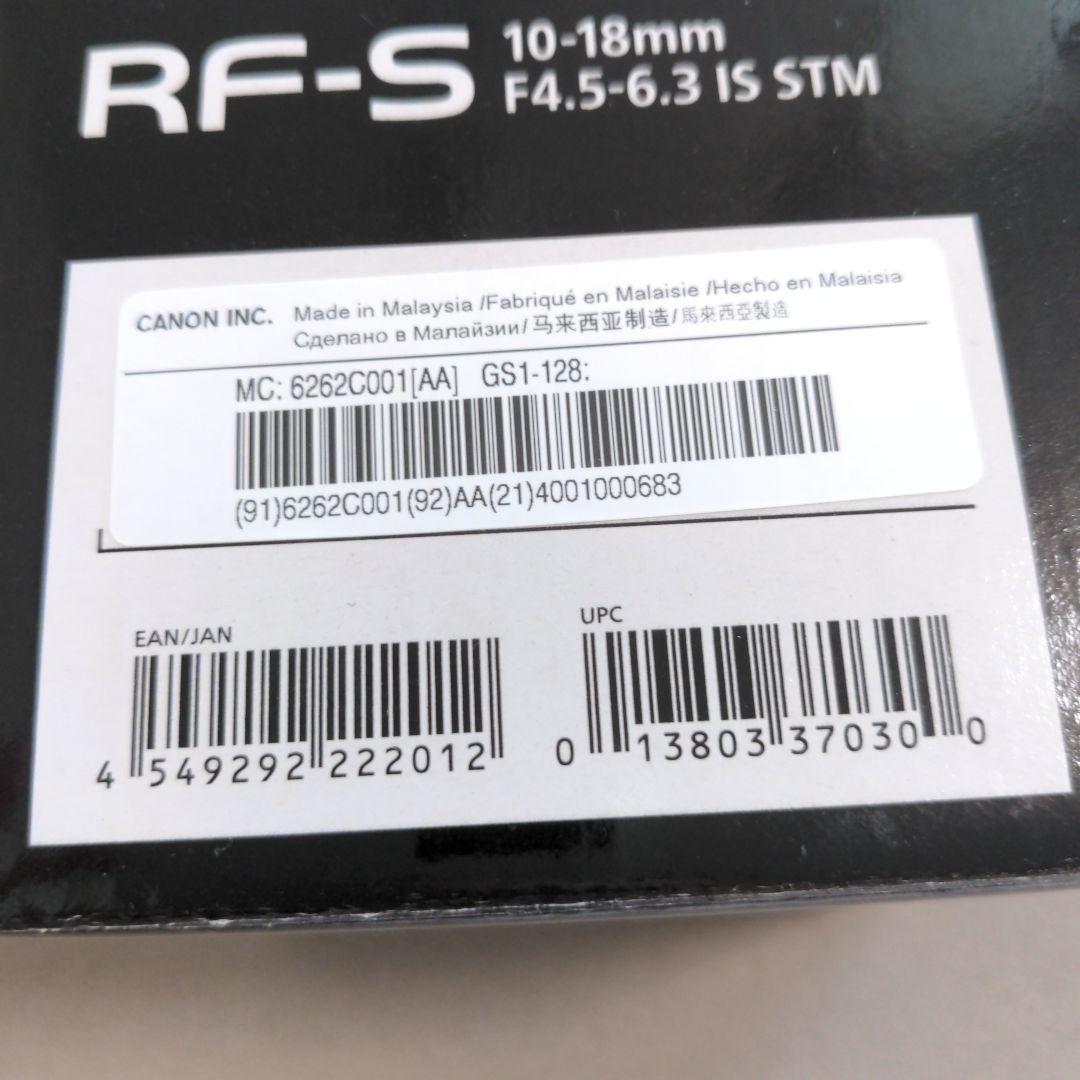 RF-S 10-18mm
F4.5-6.3 IS STM
CANON INC. Made in Malaysia /Fabriqué en Malaisie /Hecho en Malaisia
Сделано в Малайзии/马来西亚制造/馬來西亞製造
MC: 6262C001[AA] GS1-128:
(91)6262C001(92)AA(21)4001000683
EAN/JAN
4 549292 222012
UPC
0 13803 37030 0